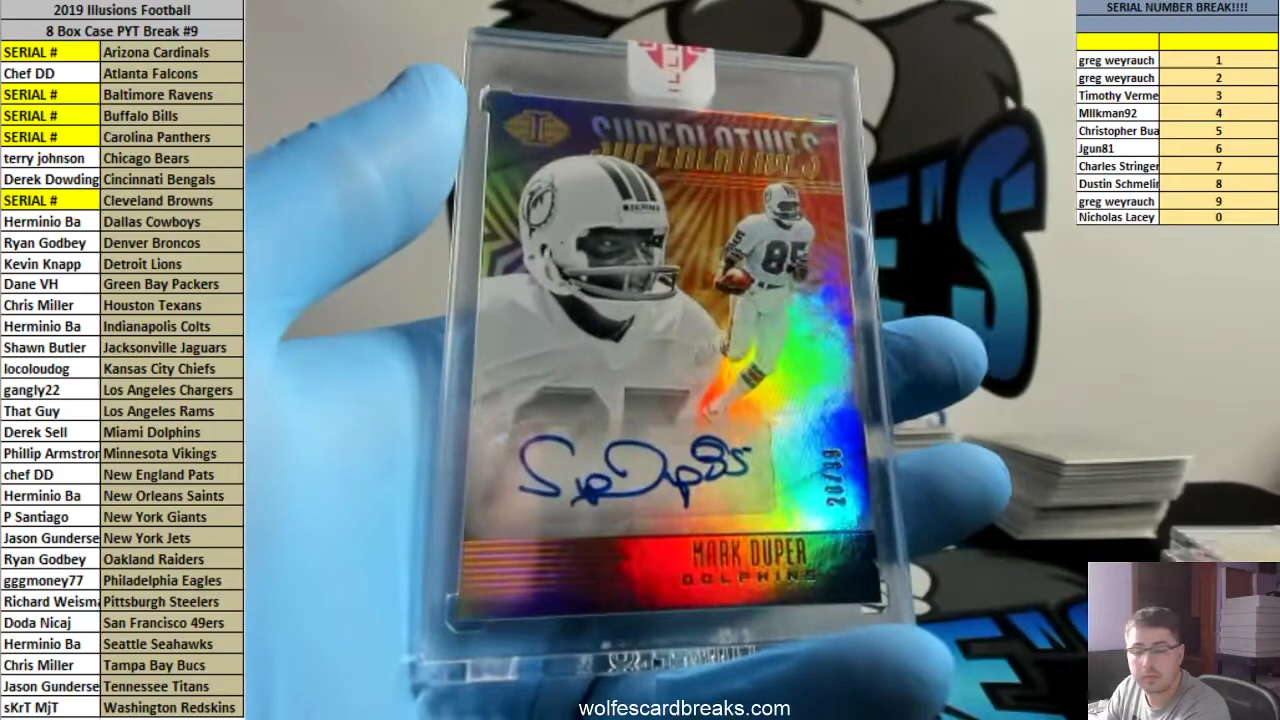 2019 Illusions Football
8 Box Case PYT Break #9
SERIAL # Arizona Cardinals
Chef DD Atlanta Falcons
SERIAL # Baltimore Ravens
SERIAL # Buffalo Bills
SERIAL # Carolina Panthers
terry johnson Chicago Bears
Derek Dowding Cincinnati Bengals
SERIAL # Cleveland Browns
Herminio Ba Dallas Cowboys
Ryan Godbey Denver Broncos
Kevin Knapp Detroit Lions
Dane VH Green Bay Packers
Chris Miller Houston Texans
Herminio Ba Indianapolis Colts
Shawn Butler Jacksonville Jaguars
locoloudog Kansas City Chiefs
gangly22 Los Angeles Chargers
That Guy Los Angeles Rams
Derek Sell Miami Dolphins
Phillip Armstror Minnesota Vikings
chef DD New England Pats
Herminio Ba New Orleans Saints
P Santiago New York Giants
Jason Gunderse New York Jets
Ryan Godbey Oakland Raiders
gggmoney77 Philadelphia Eagles
Richard Weisma Pittsburgh Steelers
Doda Nicaj San Francisco 49ers
Herminio Ba Seattle Seahawks
Chris Miller Tampa Bay Bucs
Jason Gunderse Tennessee Titans
sKrT MjT Washington Redskins
SUPERLATIVES
85
MARK DUPER
DOLPHINS
wolfescardbreaks.com
SERIAL NUMBER BREAK!!!!
greg weyrauch 1
greg weyrauch 2
Timothy Verme 3
MIlkman92 4
Christopher Bua 5
Jgun81 6
Charles Stringer 7
Dustin Schmelir 8
greg weyrauch 9
Nicholas Lacey 0